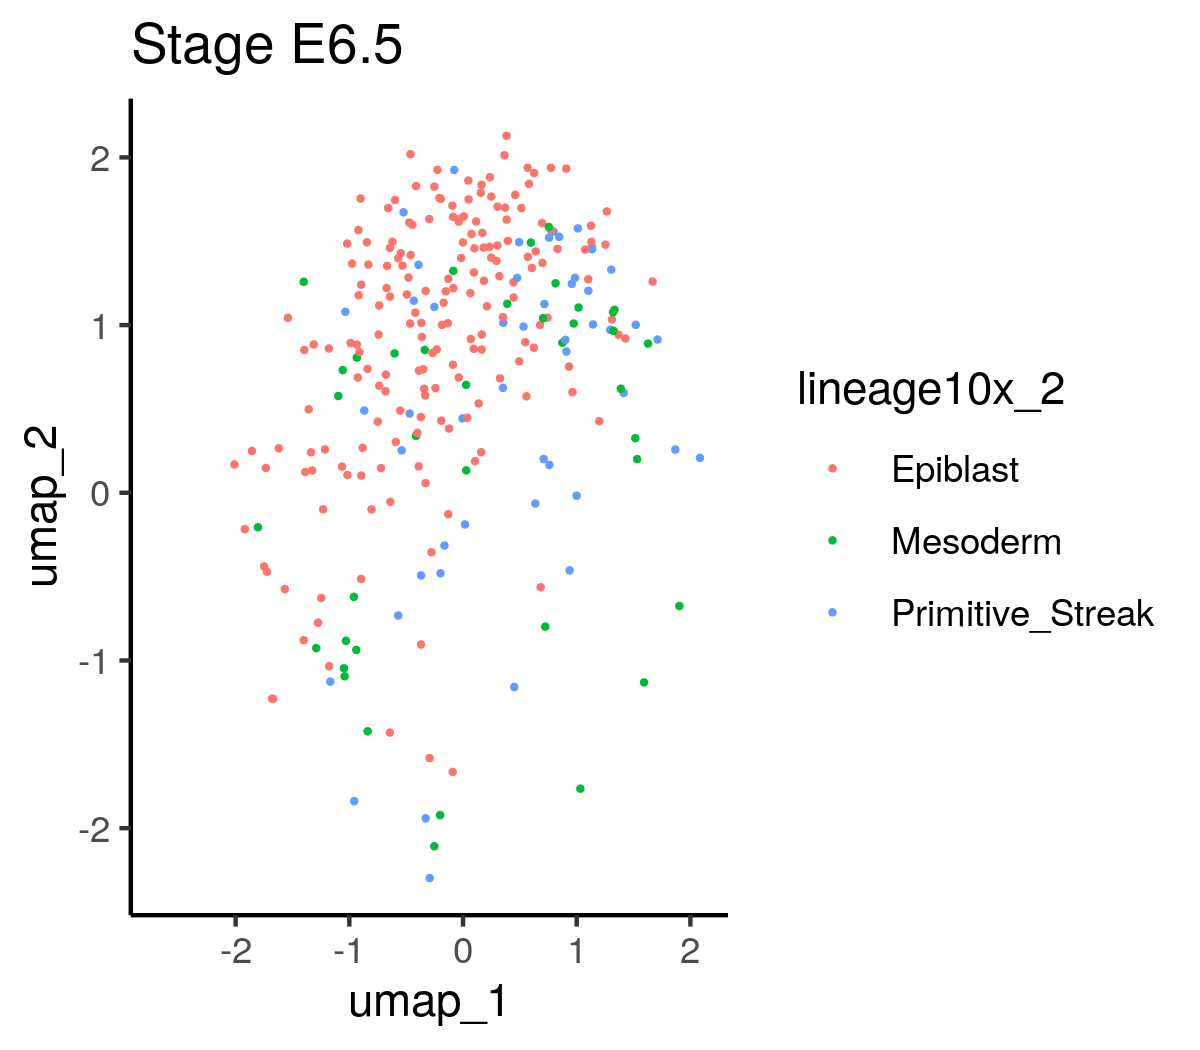 Stage E6.5
umap_2
2
1
0
-1
-2
-2 -1 0 1 2
umap_1
lineage10x_2
Epiblast
Mesoderm
Primitive_Streak